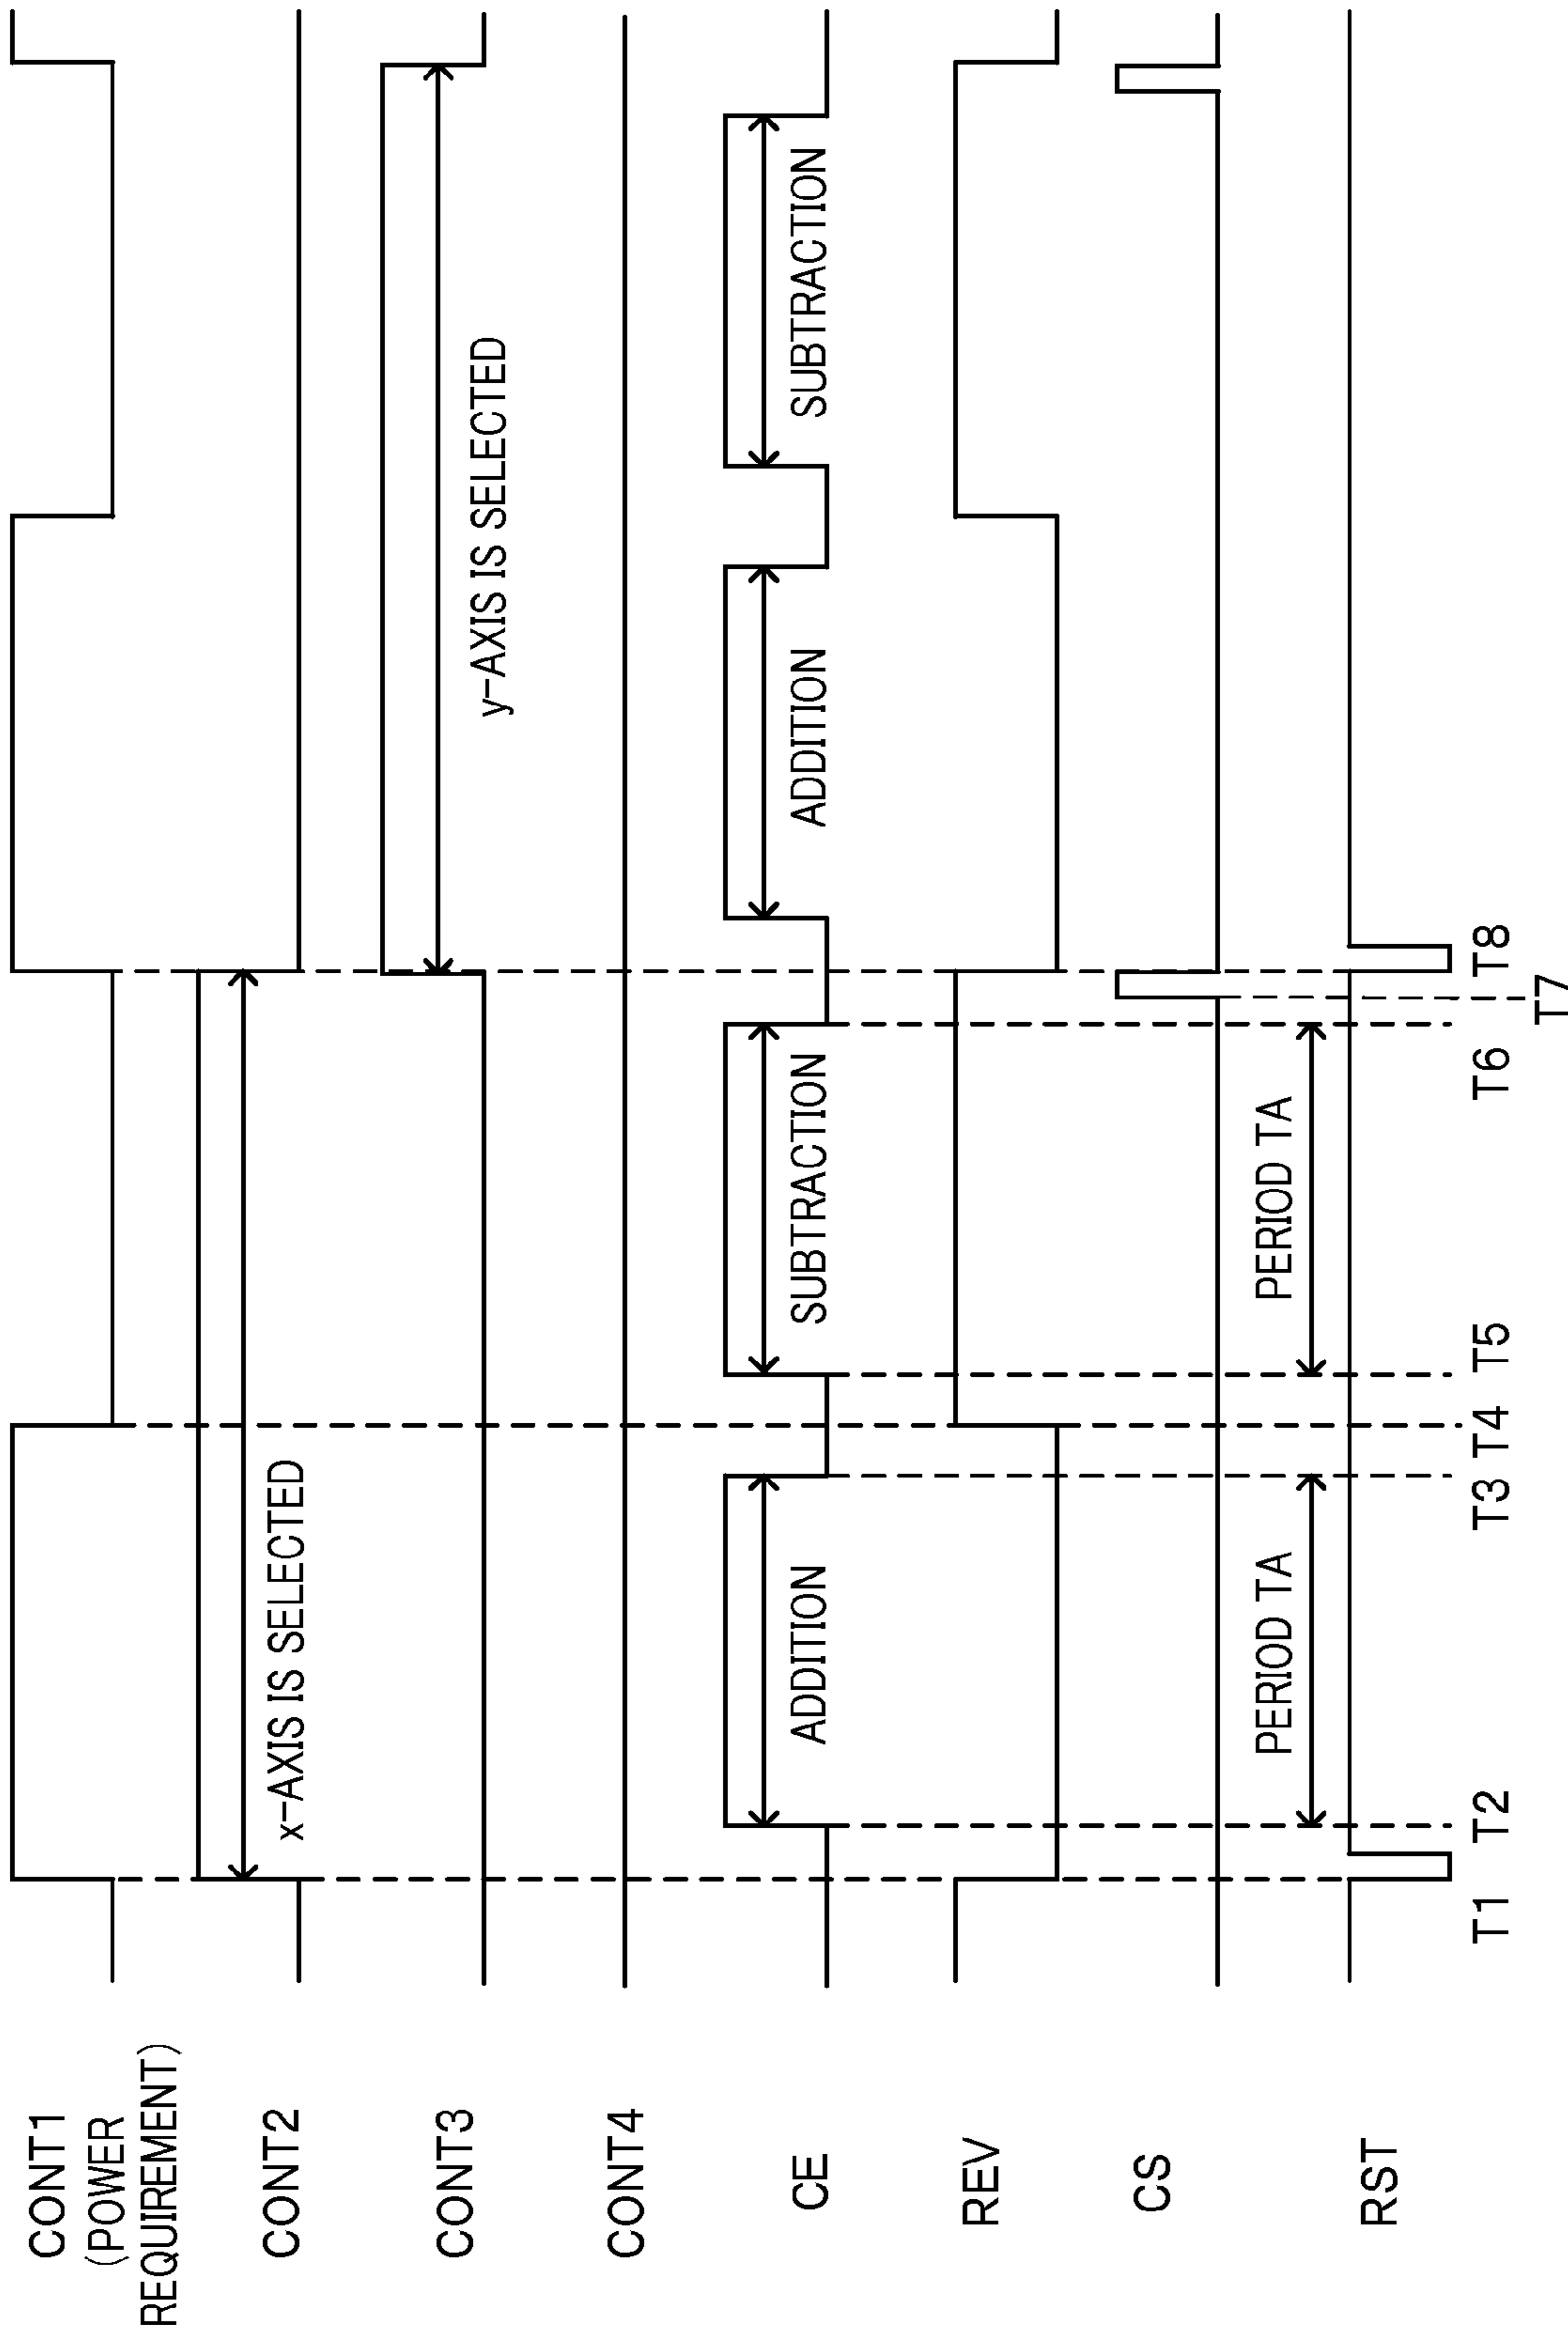 CONT1
(POWER
REQUIREMENT)
CONT2
x-AXIS IS SELECTED
CONT3
y-AXIS IS SELECTED
CONT4
CE
ADDITION
SUBTRACTION
ADDITION
SUBTRACTION
REV
CS
PERIOD TA
PERIOD TA
RST
T1
T2
T3
T4
T5
T6
T7
T8